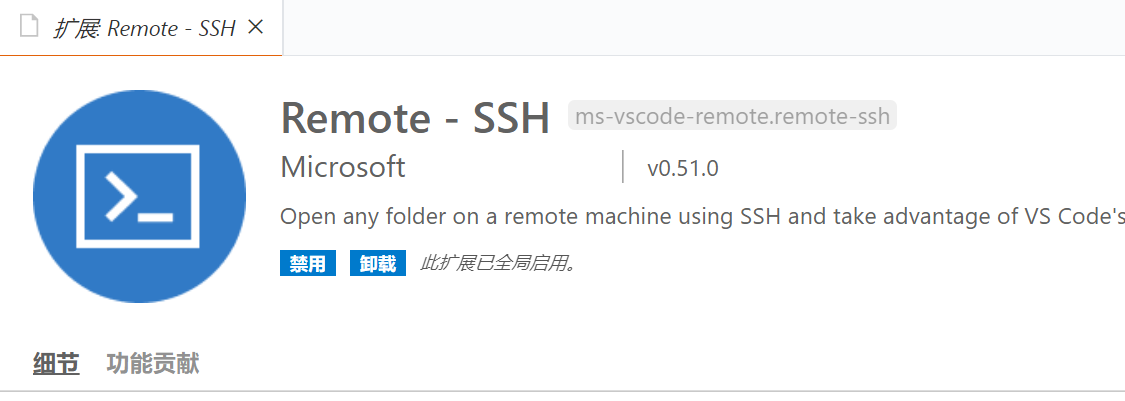 扩展: Remote - SSH
Remote - SSH ms-vscode-remote.remote-ssh
Microsoft | v0.51.0
Open any folder on a remote machine using SSH and take advantage of VS Code's
禁用 卸载 此扩展已全局启用。
细节 功能贡献